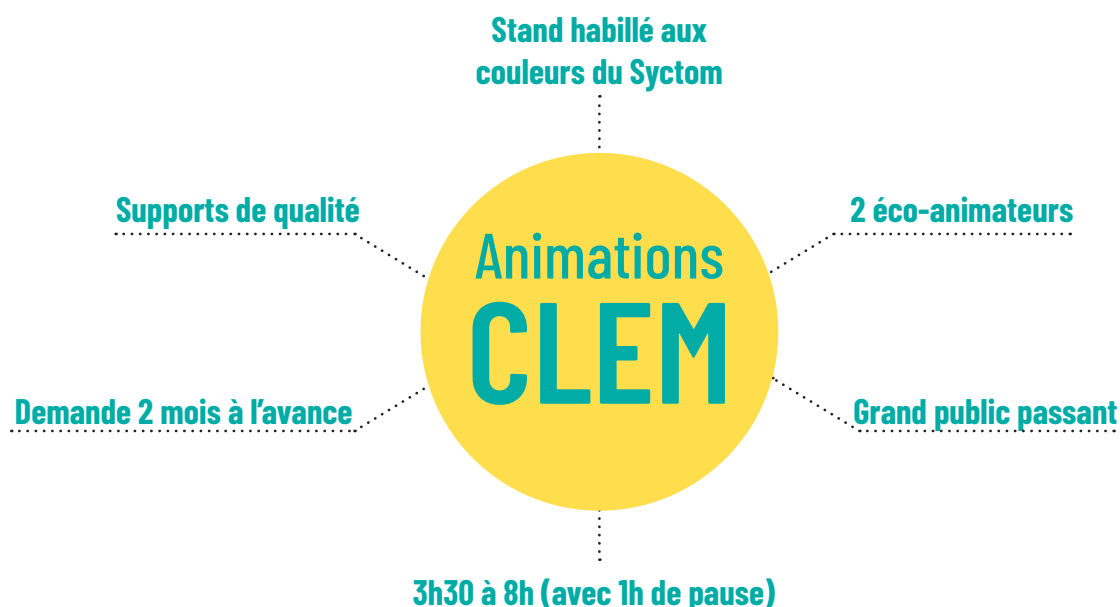 Stand habillé aux
couleurs du Syctom
Supports de qualité
2 éco-animateurs
Animations
CLEM
Demande 2 mois à l’avance
Grand public passant
3h30 à 8h (avec 1h de pause)